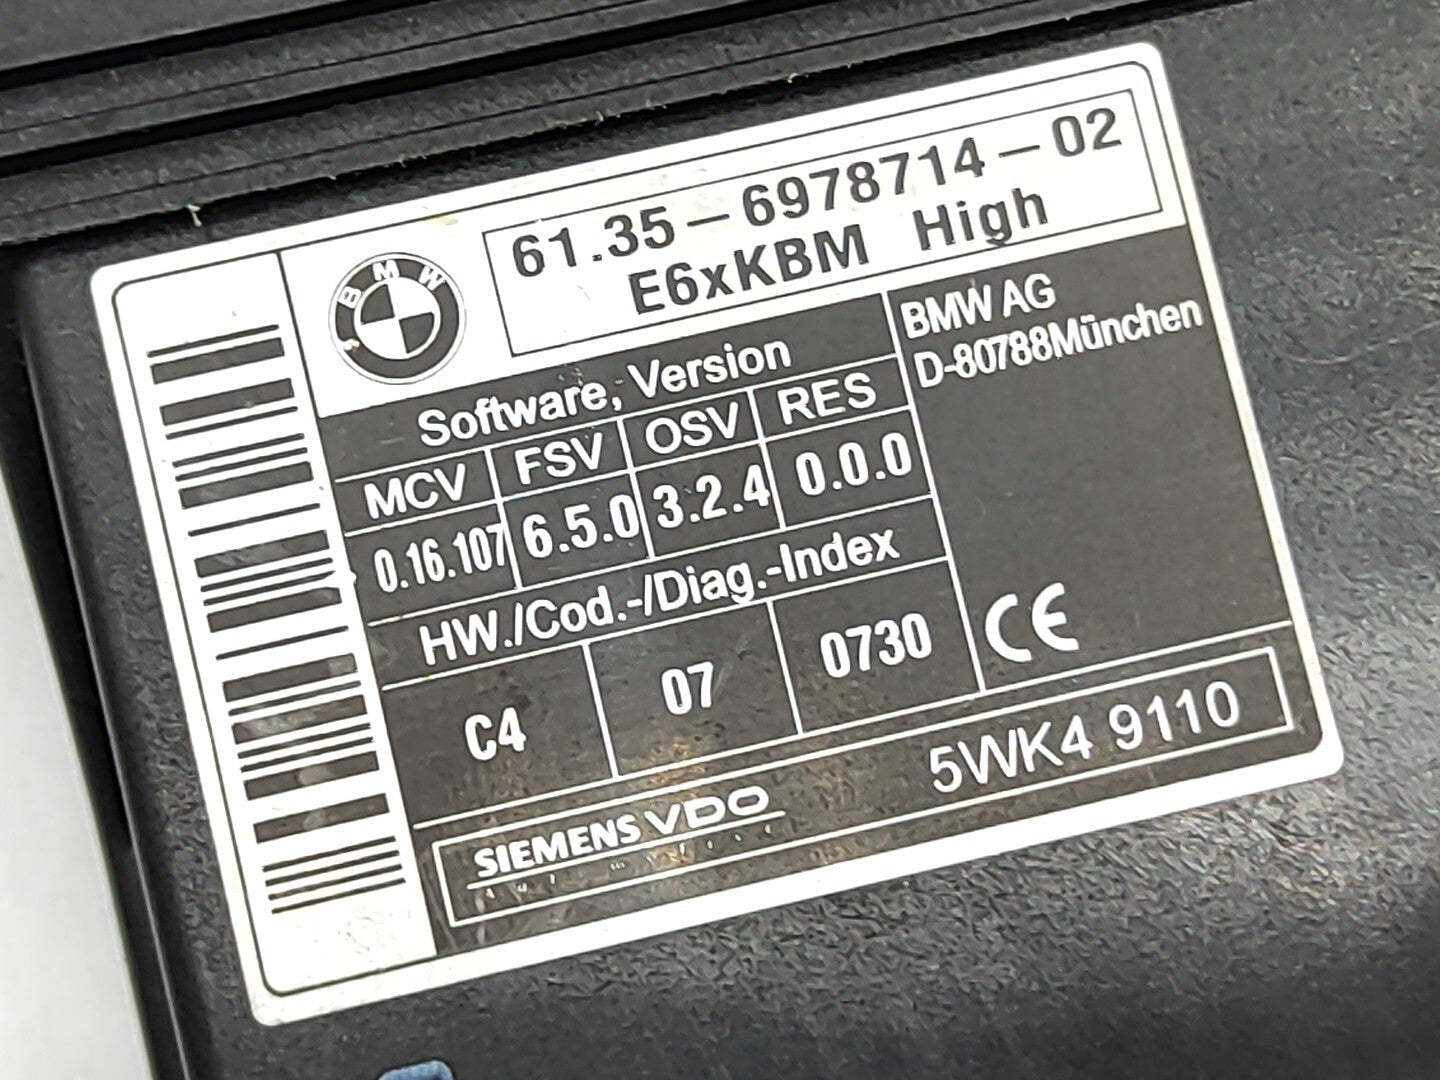 BMW
61.35-6978714-02
E6xKBM High
Software, Version
MCV FSV OSV RES
0.16.107 6.5.0 3.2.4 0.0.0
HW./Cod.-/Diag.-Index
C4 07 0730
BMW AG
D-80788München
CE
SIEMENS VDO
5WK4 9110